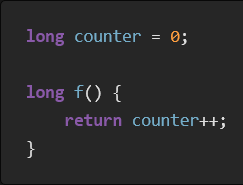 long counter = 0;

long f() {
    return counter++;
}